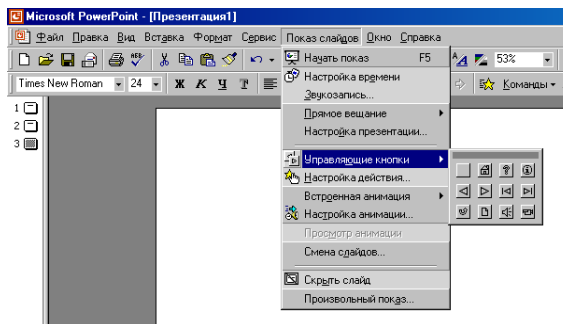 Microsoft PowerPoint - [Презентация1]
Файл Правка Вид Вставка Формат Сервис Показ слайдов Окно Справка
Начать показ F5
53%
Настройка времени
Times New Roman 24 Ж К Ч Т
Команды
Звукозапись...
1
Прямое вещание
2
Настройка презентации...
3
Управляющие кнопки
Настройка действия...
Встроенная анимация
Настройка анимации...
Просмотр анимации
Смена слайдов...
Скрыть слайд
Произвольный показ...